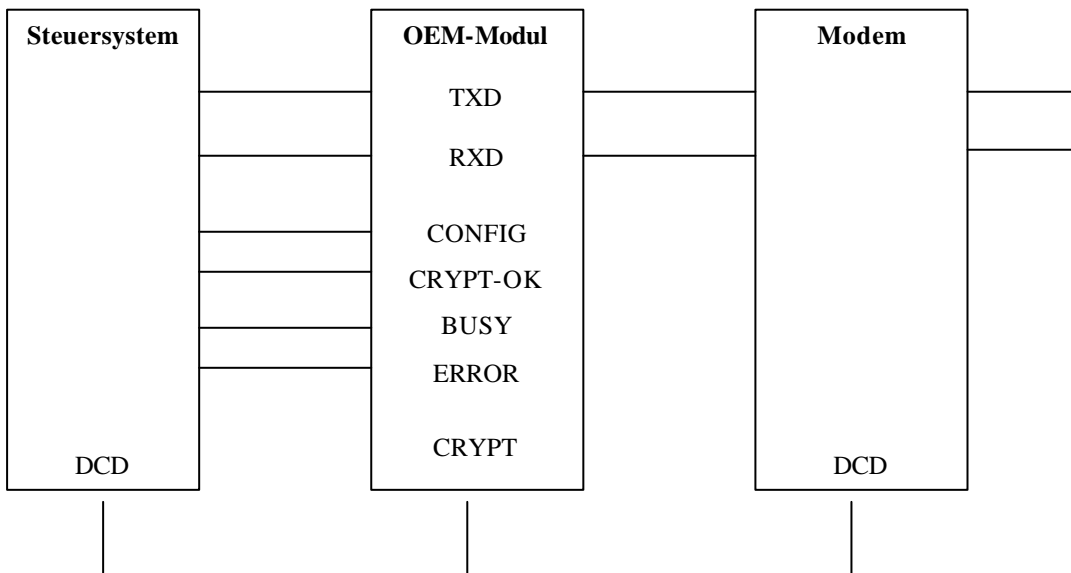 Steuersystem
OEM-Modul
Modem
TXD
RXD
CONFIG
CRYPT-OK
BUSY
ERROR
CRYPT
DCD
DCD